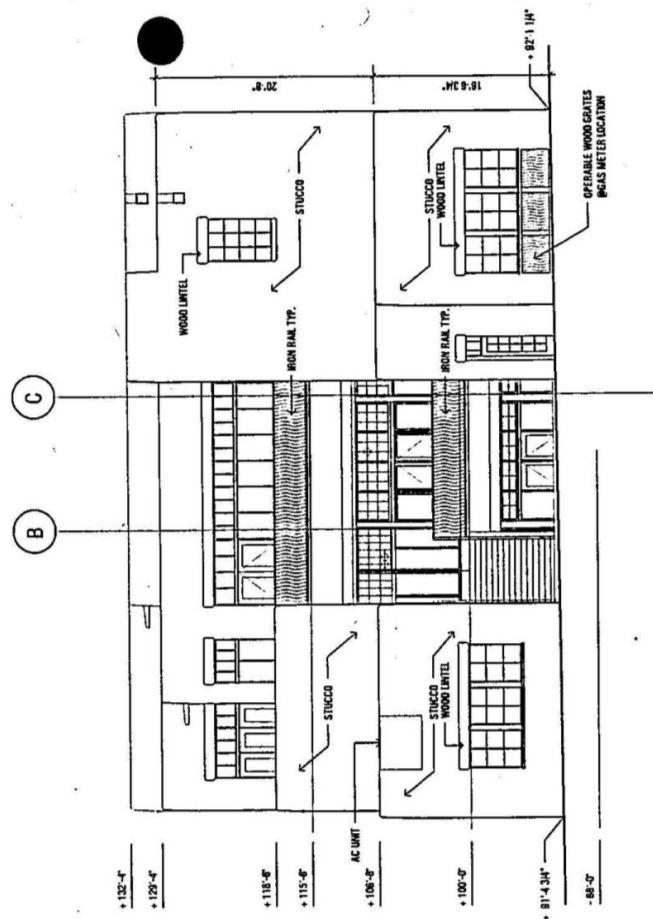 C
B
20'-8"
16'-6 3/4"
+ 92'-1 1/4"
WOOD LINTEL
STUCCO
IRON RAIL TYP.
STUCCO
WOOD LINTEL
IRON RAIL TYP.
OPERABLE WOOD GRATES
@GAS METER LOCATION
STUCCO
STUCCO
WOOD LINTEL
AC UNIT
+ 132'-4"
+ 129'-4"
+ 118'-6"
+ 115'-6"
+ 108'-8"
+ 100'-0"
+ 91'-4 3/4"
- 88'-0"